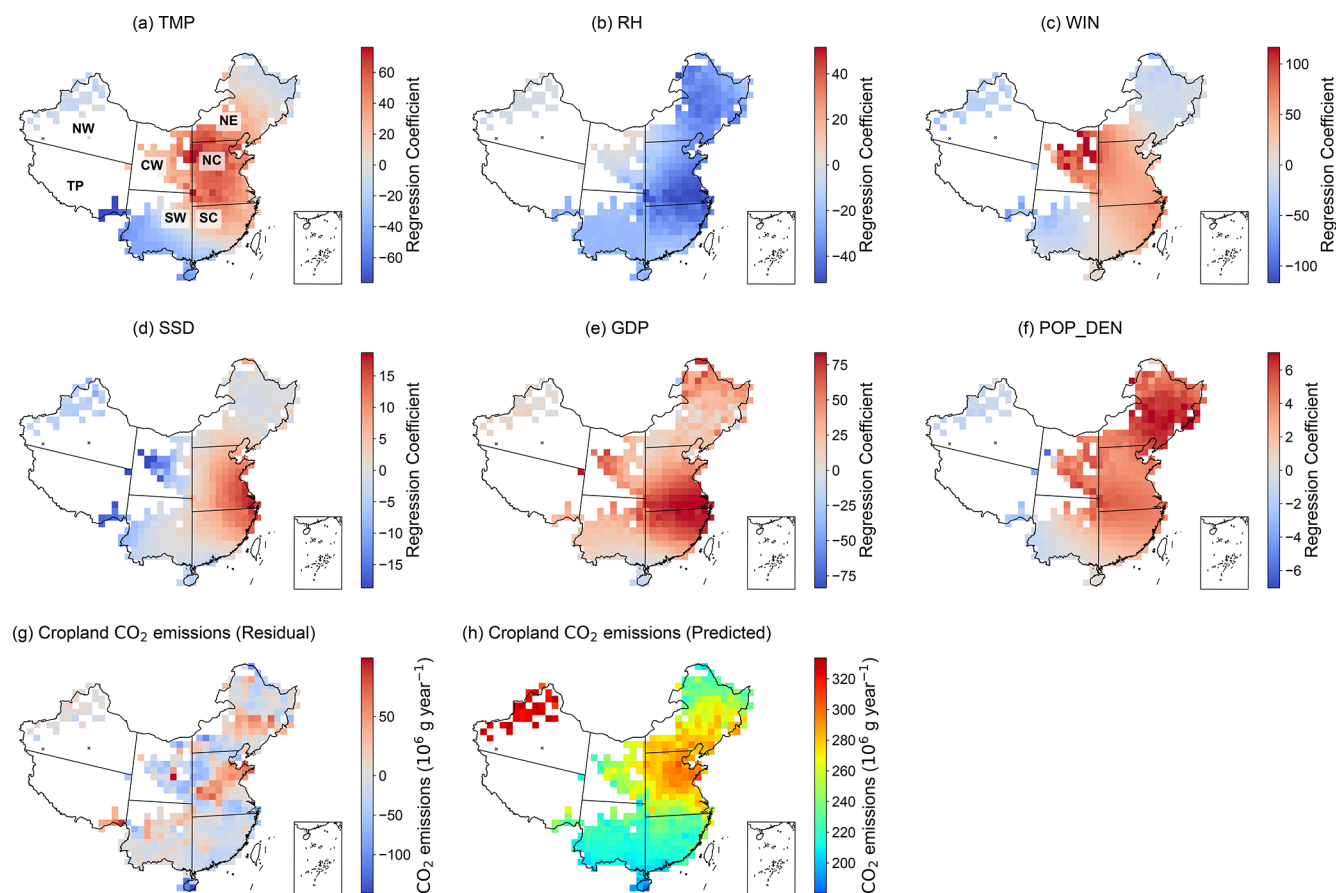 (a) TMP
(b) RH
(c) WIN
NW
NE
CW
NC
TP
SW
SC
60
40
20
0
−20
−40
−60
Regression Coefficient
40
20
0
−20
−40
Regression Coefficient
100
50
0
−50
−100
Regression Coefficient
(d) SSD
(e) GDP
(f) POP_DEN
15
10
5
0
−5
−10
−15
Regression Coefficient
75
50
25
0
−25
−50
−75
Regression Coefficient
6
4
2
0
−2
−4
−6
Regression Coefficient
(g) Cropland CO₂ emissions (Residual)
(h) Cropland CO₂ emissions (Predicted)
50
0
−50
−100
CO₂ emissions (10⁶ g year⁻¹)
320
300
280
260
240
220
200
CO₂ emissions (10⁶ g year⁻¹)